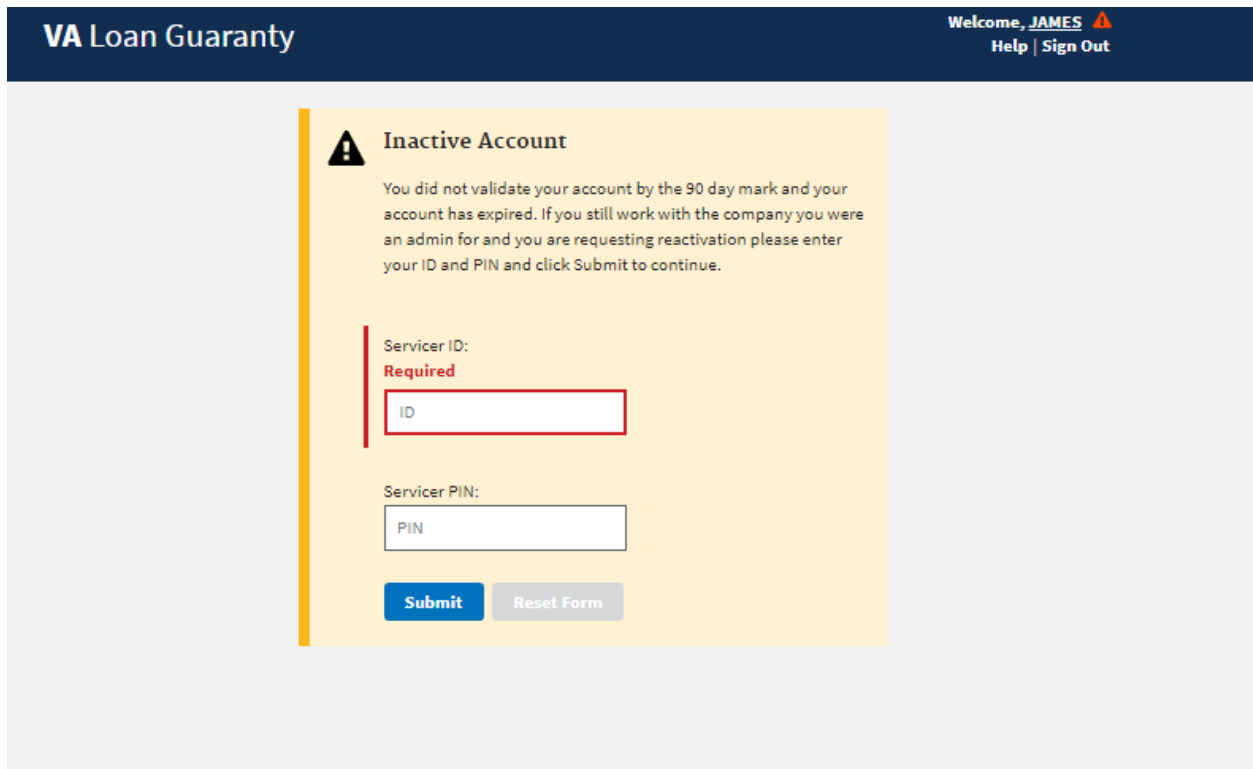 VA Loan Guaranty
Welcome, JAMES
Help | Sign Out
Inactive Account
You did not validate your account by the 90 day mark and your
account has expired. If you still work with the company you were
an admin for and you are requesting reactivation please enter
your ID and PIN and click Submit to continue.
Servicer ID:
Required
ID
Servicer PIN:
PIN
Submit
Reset Form